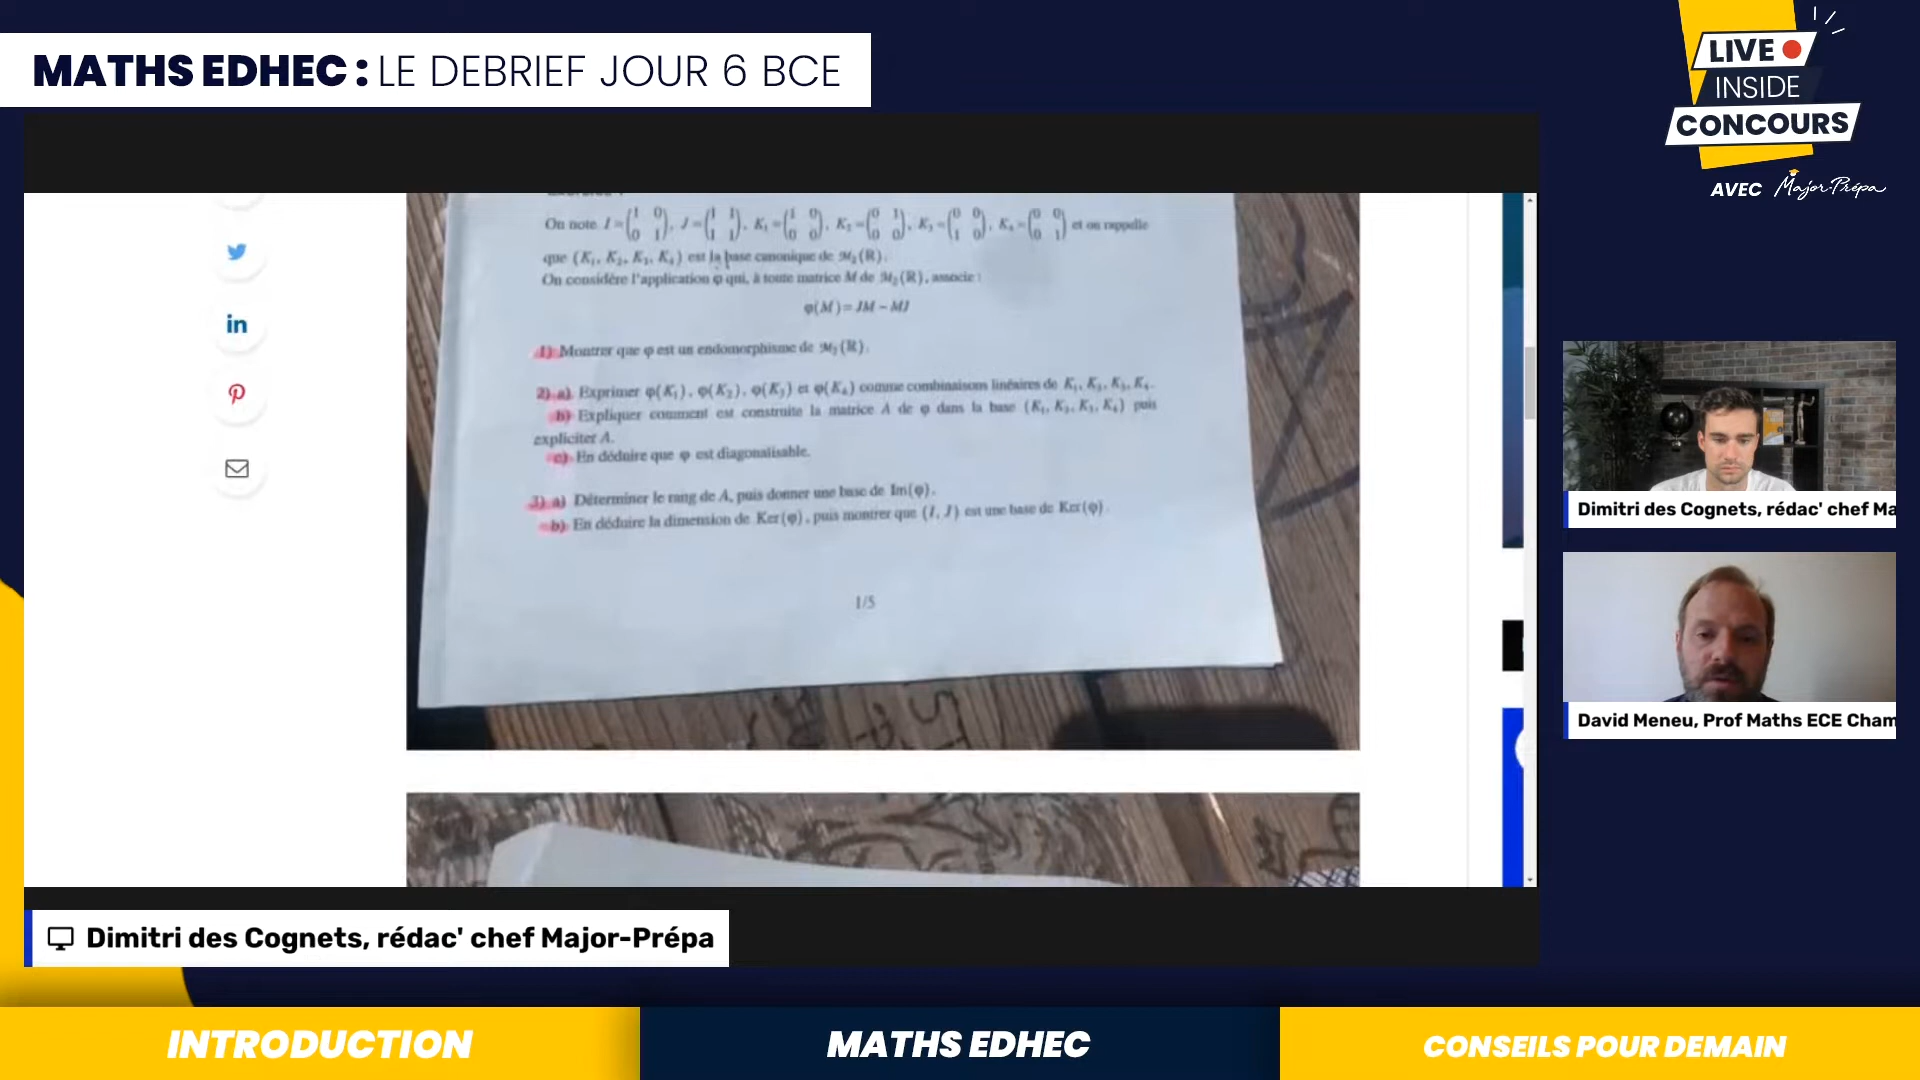 MATHS EDHEC : LE DEBRIEF JOUR 6 BCE
LIVE
INSIDE
CONCOURS
AVEC Major-Prépa
On note I = (1 0 0 1), J = (1 1 1 1), K₁ = (1 0 0 0), K₂ = (0 1 0 0), K₃ = (0 0 1 0), K₄ = (0 0 0 1) et on rappelle
que (K₁, K₂, K₃, K₄) est la base canonique de M₂(ℝ).
On considère l'application φ qui, à toute matrice M de M₂(ℝ), associe :
φ(M) = JM − MJ
1) Montrer que φ est un endomorphisme de M₂(ℝ).
2) a) Exprimer φ(K₁), φ(K₂), φ(K₃) et φ(K₄) comme combinaisons linéaires de K₁, K₂, K₃, K₄.
b) Expliquer comment est construite la matrice A de φ dans la base (K₁, K₂, K₃, K₄) puis
expliciter A.
c) En déduire que φ est diagonalisable.
3) a) Déterminer le rang de A, puis donner une base de Im(φ).
b) En déduire la dimension de Ker(φ), puis montrer que (I, J) est une base de Ker(φ).
1/5
in
Dimitri des Cognets, rédac' chef Ma
David Meneu, Prof Maths ECE Cham
Dimitri des Cognets, rédac' chef Major-Prépa
INTRODUCTION
MATHS EDHEC
CONSEILS POUR DEMAIN